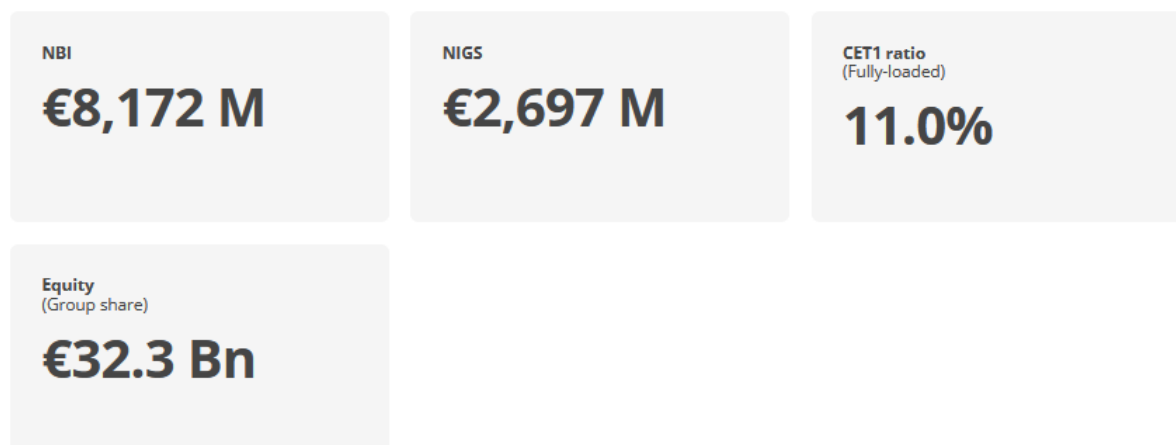 NBI
€8,172 M
NIGS
€2,697 M
CET1 ratio
(Fully-loaded)
11.0%
Equity
(Group share)
€32.3 Bn